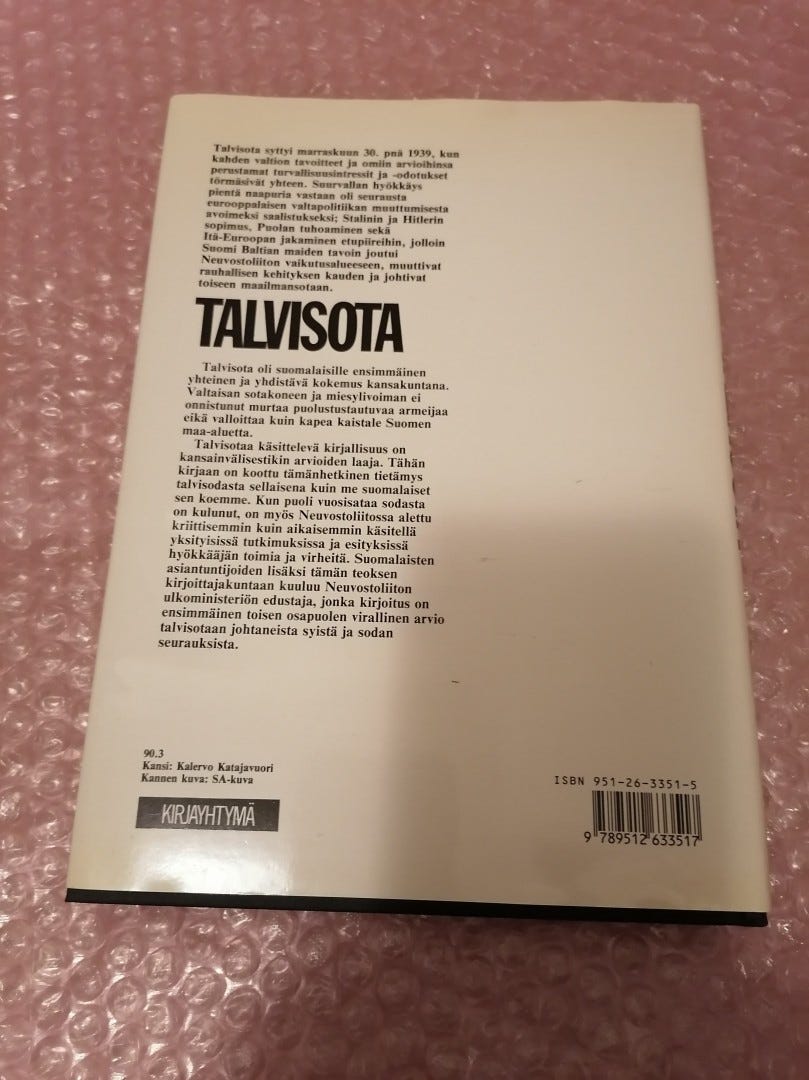 Talvisota syttyi marraskuun 30. pnä 1939, kun
kahden valtion tavoitteet ja omiin arvioihinsa
perustamat turvallisuusintressit ja -odotukset
törmäsivät yhteen. Suurvallan hyökkäys
pientä naapuria vastaan oli seurausta
eurooppalaisen valtapolitiikan muuttumisesta
avoimeksi saalistukseksi; Stalinin ja Hitlerin
sopimus, Puolan tuhoaminen sekä
Itä-Euroopan jakaminen etupiireihin, jolloin
Suomi Baltian maiden tavoin joutui
Neuvostoliiton vaikutusalueeseen, muuttivat
rauhallisen kehityksen kauden ja johtivat
toiseen maailmansotaan.
TALVISOTA
Talvisota oli suomalaisille ensimmäinen
yhteinen ja yhdistävä kokemus kansakuntana.
Valtaisan sotakoneen ja miesylivoiman ei
onnistunut murtaa puolustustautuvaa armeijaa
eikä valloittaa kuin kapea kaistale Suomen
maa-aluetta.
Talvisotaa käsittelevä kirjallisuus on
kansainvälisestikin arvioiden laaja. Tähän
kirjaan on koottu tämänhetkinen tietämys
talvisodasta sellaisena kuin me suomalaiset
sen koemme. Kun puoli vuosisataa sodasta
on kulunut, on myös Neuvostoliitossa alettu
kriittisemmin kuin aikaisemmin käsitellä
yksityisissä tutkimuksissa ja esityksissä
hyökkääjän toimia ja virheitä. Suomalaisten
asiantuntijoiden lisäksi tämän teoksen
kirjoittajakuntaan kuuluu Neuvostoliiton
ulkoministeriön edustaja, jonka kirjoitus on
ensimmäinen toisen osapuolen virallinen arvio
talvisotaan johtaneista syistä ja sodan
seurauksista.
90.3
Kansi: Kalervo Katajavuori
Kannen kuva: SA-kuva
KIRJAYHTYMÄ
ISBN 951-26-3351-5
9 789512 633517